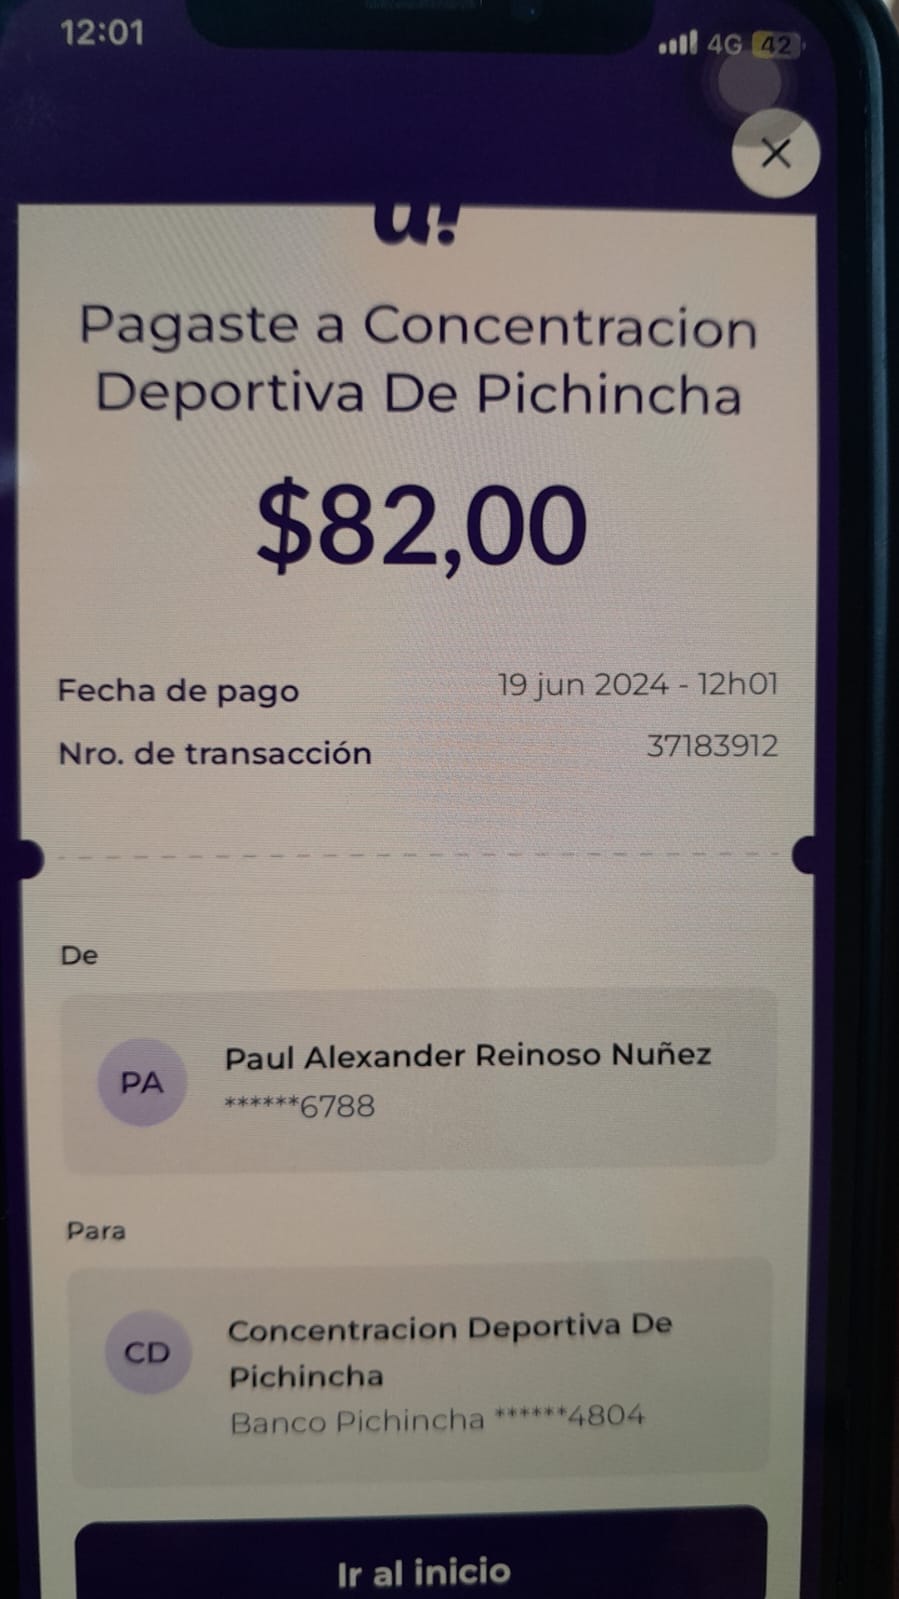 12:01
4G 42
Pagaste a Concentracion
Deportiva De Pichincha
$82,00
Fecha de pago 19 jun 2024 - 12h01
Nro. de transacción 37183912
De
PA
Paul Alexander Reinoso Nuñez
******6788
Para
CD
Concentracion Deportiva De
Pichincha
Banco Pichincha ******4804
Ir al inicio